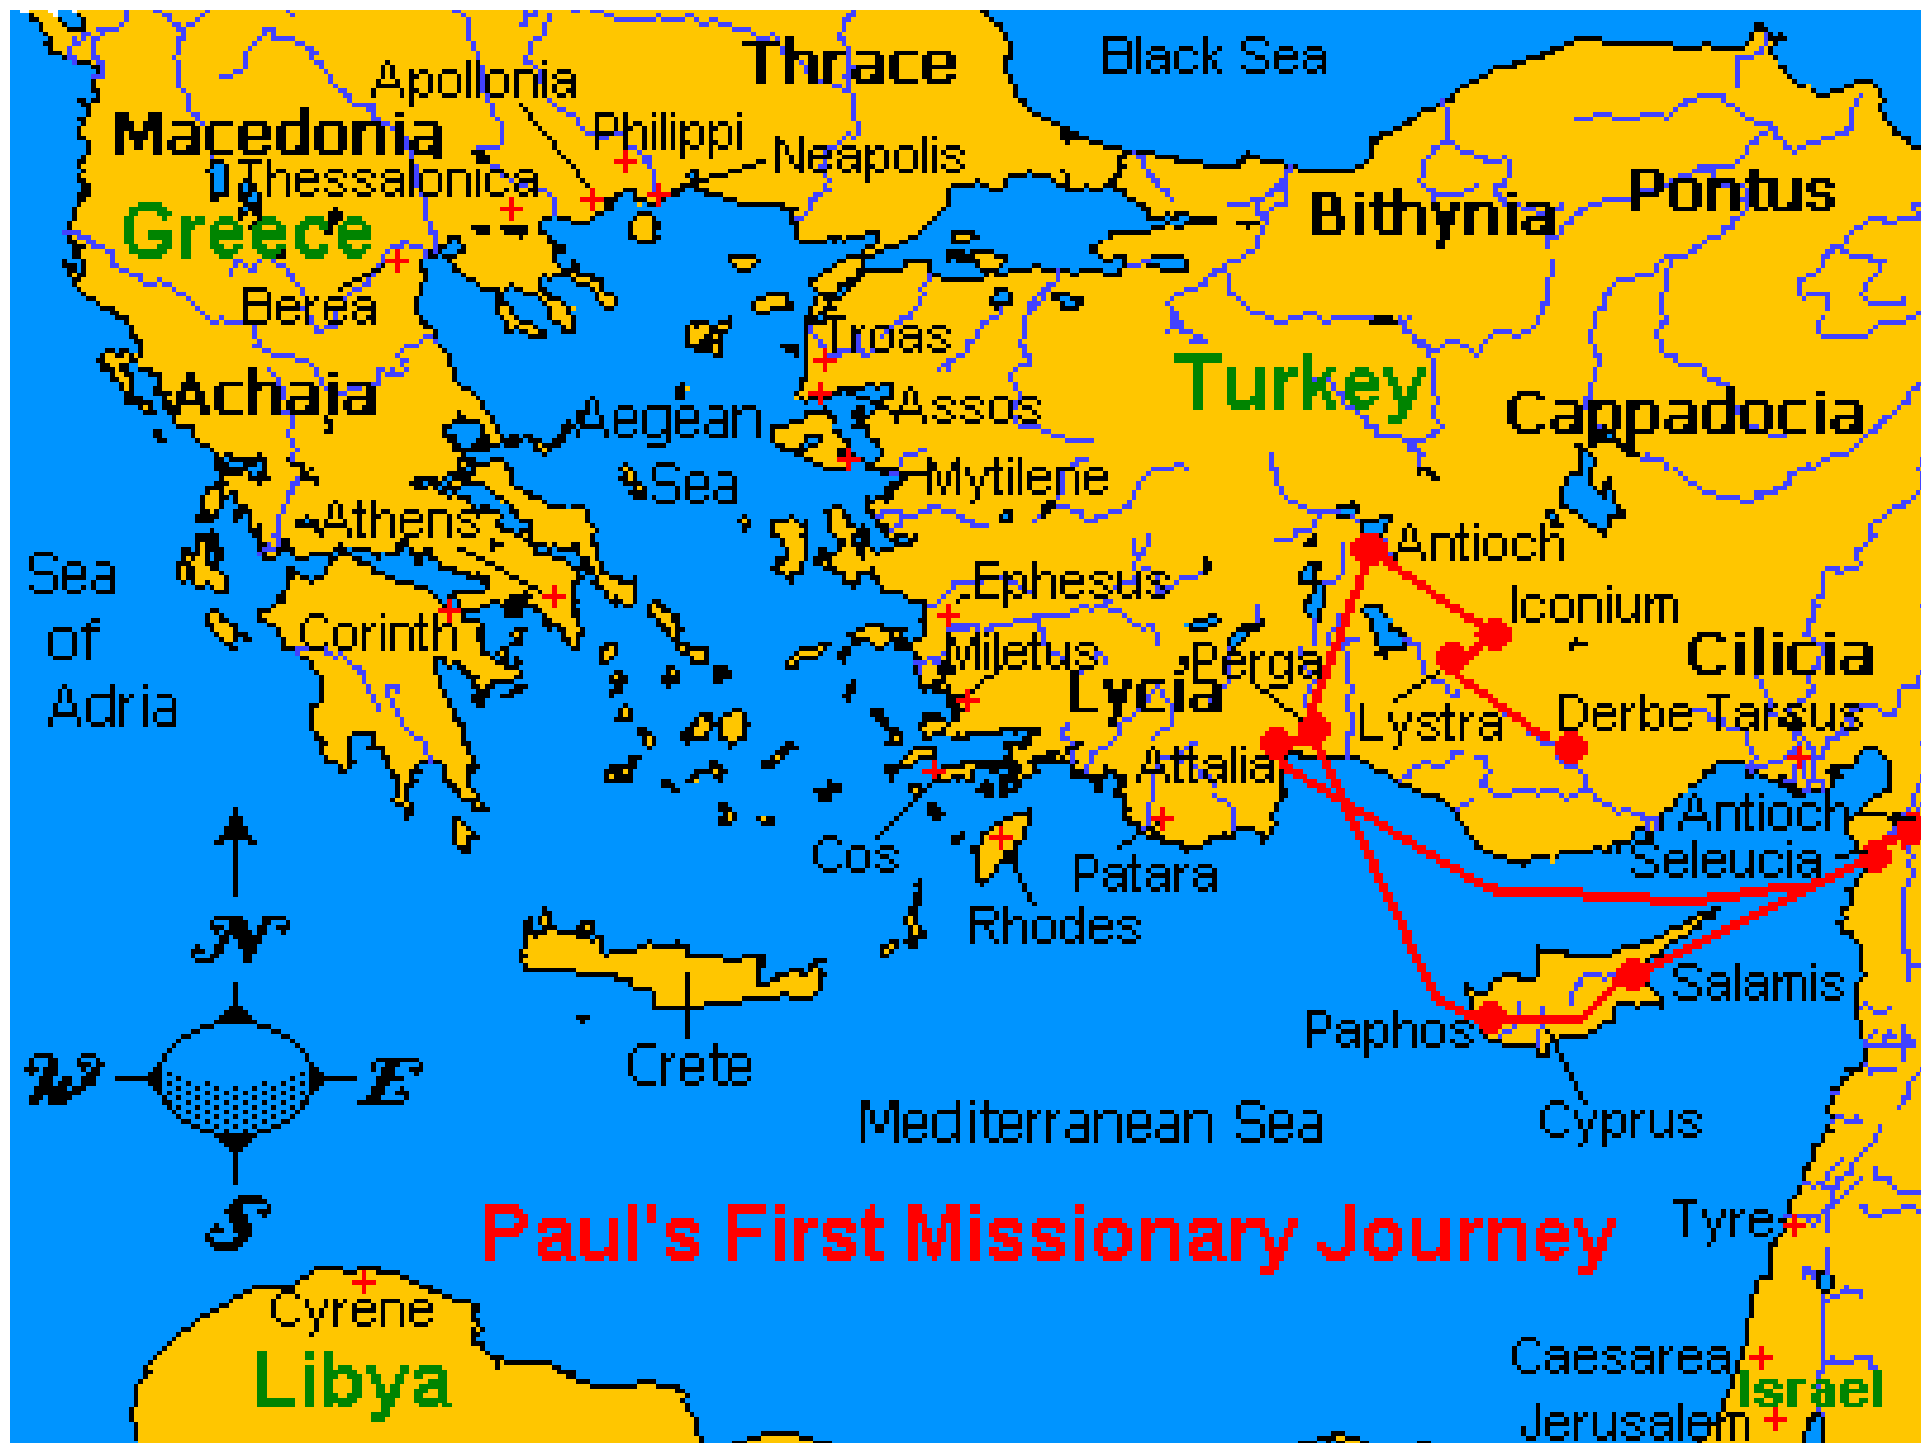 Black Sea
Thrace
Apollonia
Macedonia
Philippi
Neapolis
Thessalonica
Pontus
Bithynia
Greece
Berea
Troas
Turkey
Achaia
Assos
Cappadocia
Aegean
Sea
Mytilene
Athens
Antioch
Sea
of
Adria
Ephesus
Iconium
Corinth
Miletus
Perga
Cilicia
Lycia
Lystra
Derbe
Tarsus
Attalia
Antioch
Cos
Patara
Seleucia
Rhodes
N
Salamis
Paphos
Crete
W
E
Mediterranean Sea
Cyprus
S
Paul's First Missionary Journey
Tyre
Cyrene
Libya
Caesarea
Israel
Jerusalem